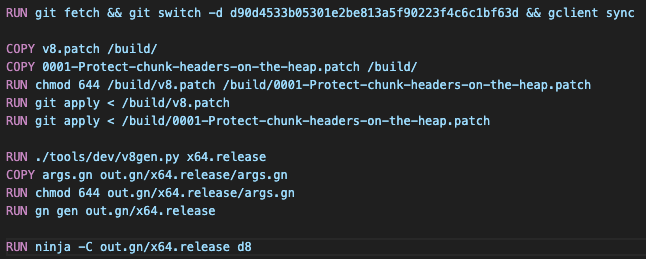 RUN git fetch && git switch -d d90d4533b05301e2be813a5f90223f4c6c1bf63d && gclient sync
COPY v8.patch /build/
COPY 0001-Protect-chunk-headers-on-the-heap.patch /build/
RUN chmod 644 /build/v8.patch /build/0001-Protect-chunk-headers-on-the-heap.patch
RUN git apply < /build/v8.patch
RUN git apply < /build/0001-Protect-chunk-headers-on-the-heap.patch
RUN ./tools/dev/v8gen.py x64.release
COPY args.gn out.gn/x64.release/args.gn
RUN chmod 644 out.gn/x64.release/args.gn
RUN gn gen out.gn/x64.release
RUN ninja -C out.gn/x64.release d8